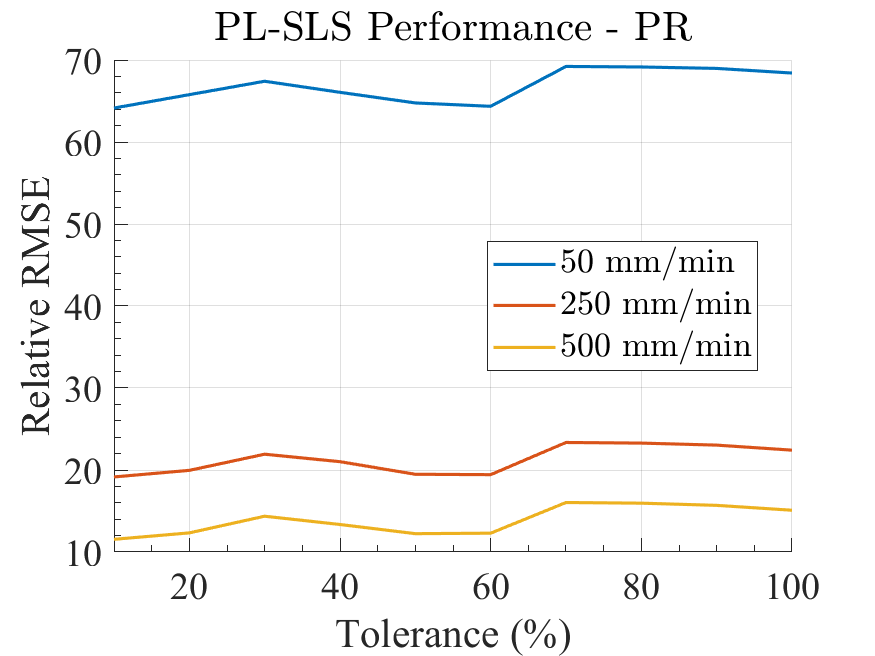 PL-SLS Performance - PR
70
60
50
40
30
20
10
Relative RMSE
50 mm/min
250 mm/min
500 mm/min
20 40 60 80 100
Tolerance (%)